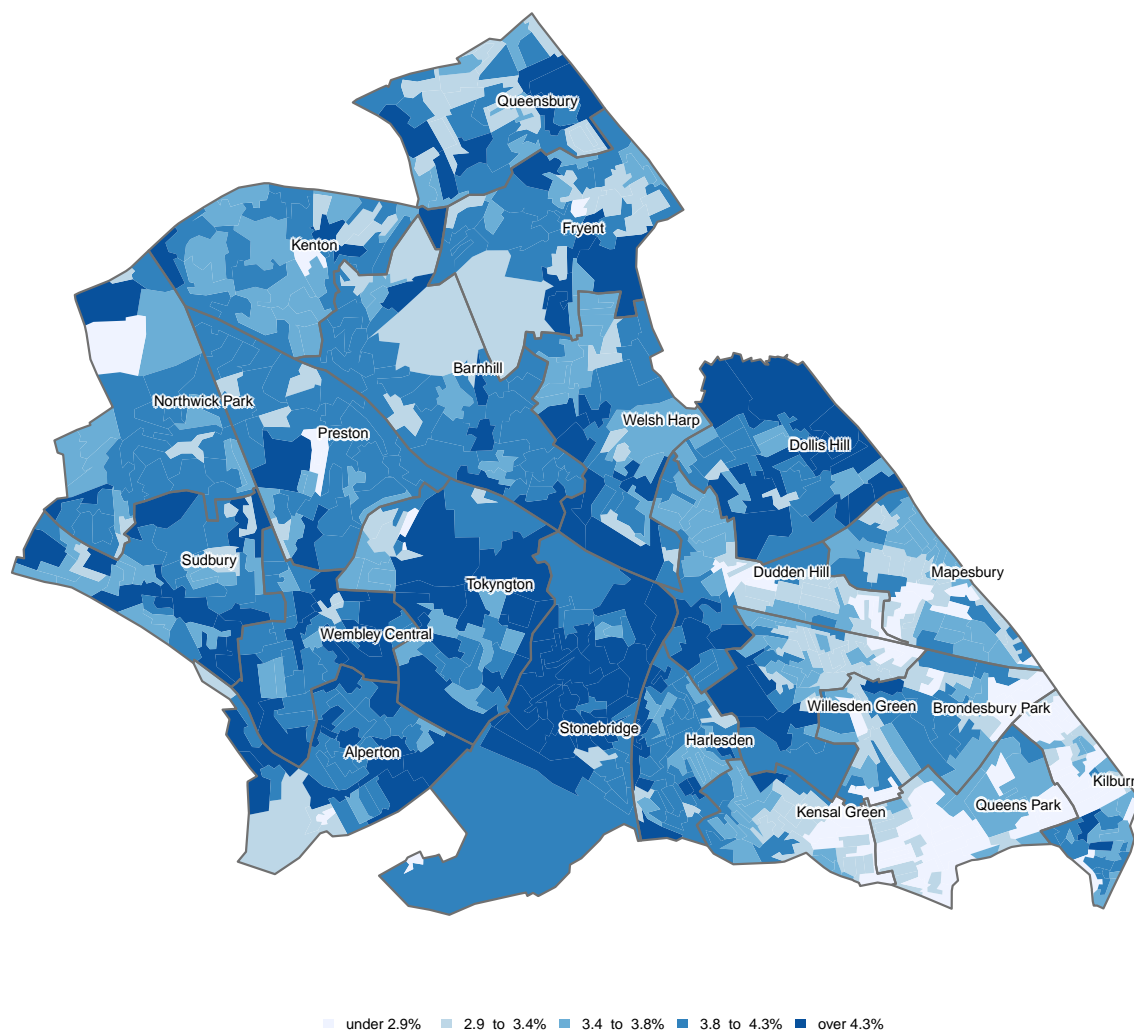 Queensbury
Fryent
Kenton
Barnhill
Northwick Park
Welsh Harp
Preston
Dollis Hill
Sudbury
Dudden Hill
Mapesbury
Tokyngton
Wembley Central
Willesden Green
Brondesbury Park
Stonebridge
Harlesden
Alperton
Kilburn
Queens Park
Kensal Green
under 2.9%
2.9 to 3.4%
3.4 to 3.8%
3.8 to 4.3%
over 4.3%